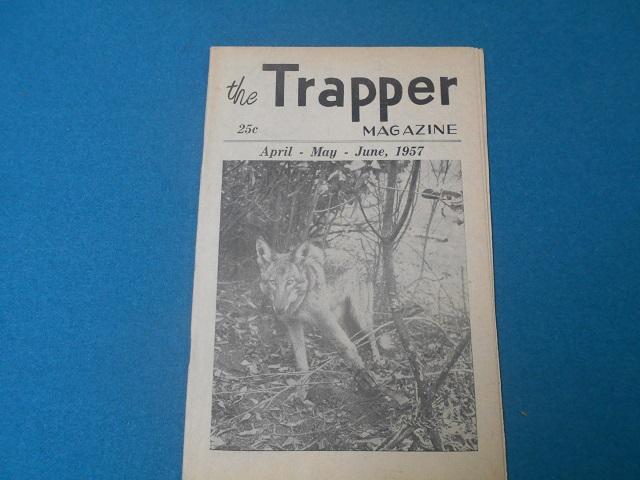 the Trapper
25c MAGAZINE
April - May - June, 1957